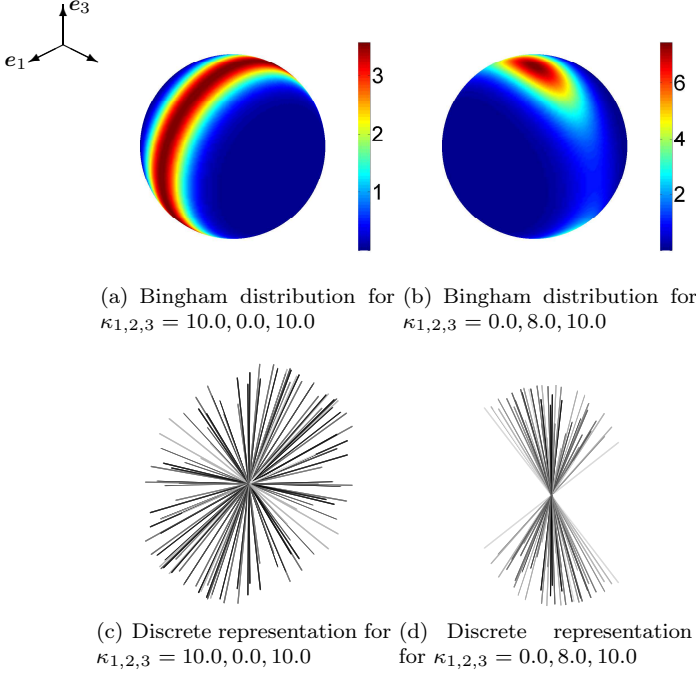 e3
e1
3
2
1
6
4
2
(a) Bingham distribution for
κ1,2,3 = 10.0, 0.0, 10.0
(b) Bingham distribution for
κ1,2,3 = 0.0, 8.0, 10.0
(c) Discrete representation for
κ1,2,3 = 10.0, 0.0, 10.0
(d) Discrete representation
for κ1,2,3 = 0.0, 8.0, 10.0